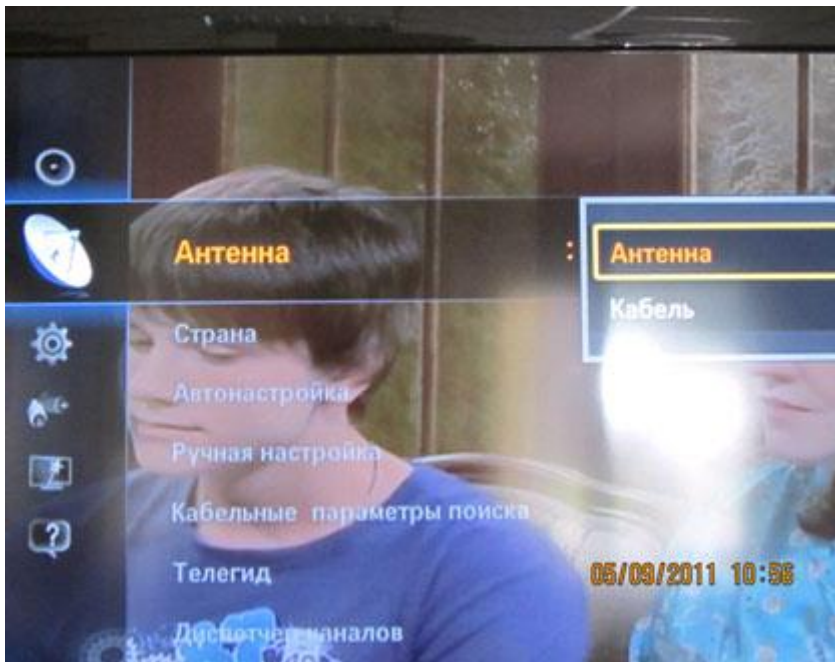 Антенна
:
Антенна
Кабель
Страна
Автонастройка
Ручная настройка
Кабельные параметры поиска
Телегид
Диспетчер каналов
05/09/2011 10:56